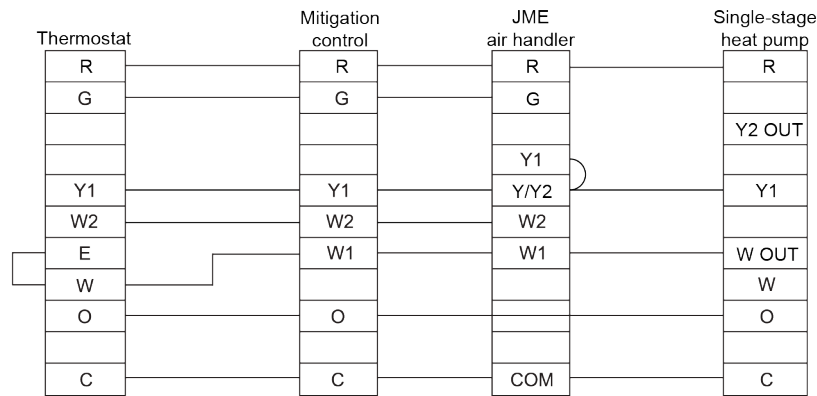 Thermostat
Mitigation
control
JME
air handler
Single-stage
heat pump
R
R
R
R
G
G
G
Y2 OUT
Y1
Y1
Y1
Y/Y2
Y1
W2
W2
W2
E
W1
W1
W OUT
W
W
O
O
O
C
C
COM
C